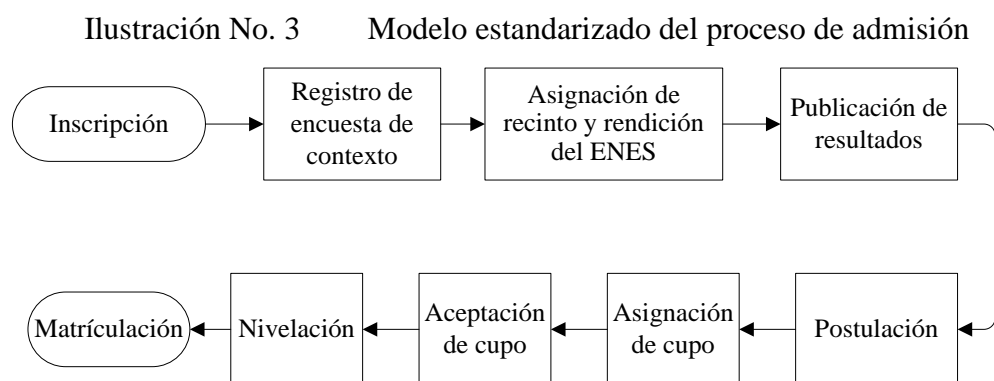 Ilustración No. 3 Modelo estandarizado del proceso de admisión
Inscripción
Registro de
encuesta de
contexto
Asignación de
recinto y rendición
del ENES
Publicación de
resultados
Matrículación
Nivelación
Aceptación
de cupo
Asignación
de cupo
Postulación